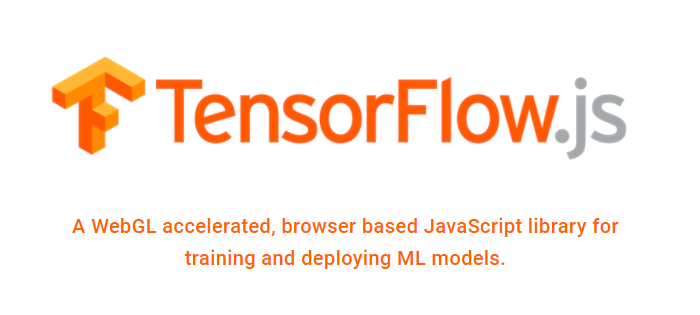 TensorFlow.js
A WebGL accelerated, browser based JavaScript library for
training and deploying ML models.